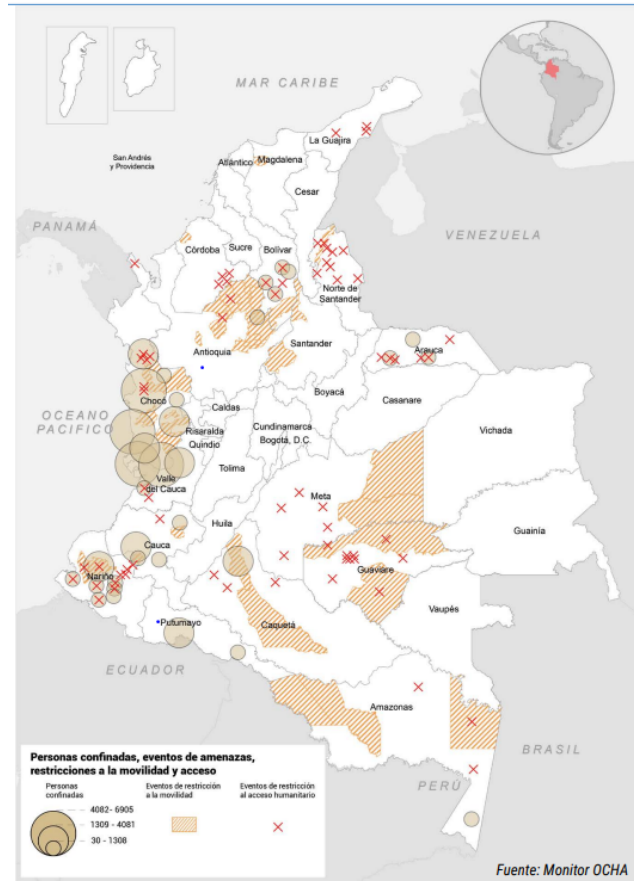 MAR CARIBE
La Guajira
San Andrés
y Providencia
Atlántico
Magdalena
Cesar
PANAMÁ
VENEZUELA
Córdoba
Sucre
Bolívar
Norte de
Santander
Antioquia
Santander
Arauca
Chocó
Boyacá
Casanare
OCEANO
PACIFICO
Caldas
Risaralda
Quindio
Cundinamarca
Bogotá, D.C.
Vichada
Tolima
Valle
del Cauca
Meta
Guainía
Huila
Cauca
Guaviare
Nariño
Vaupés
Putumayo
Caquetá
ECUADOR
Amazonas
BRASIL
PERÚ
Personas confinadas, eventos de amenazas,
restricciones a la movilidad y acceso
Personas
confinadas
Eventos de restricción
a la movilidad
Eventos de restricción
al acceso humanitario
4082- 6905
1309 - 4081
30 - 1308
Fuente: Monitor OCHA